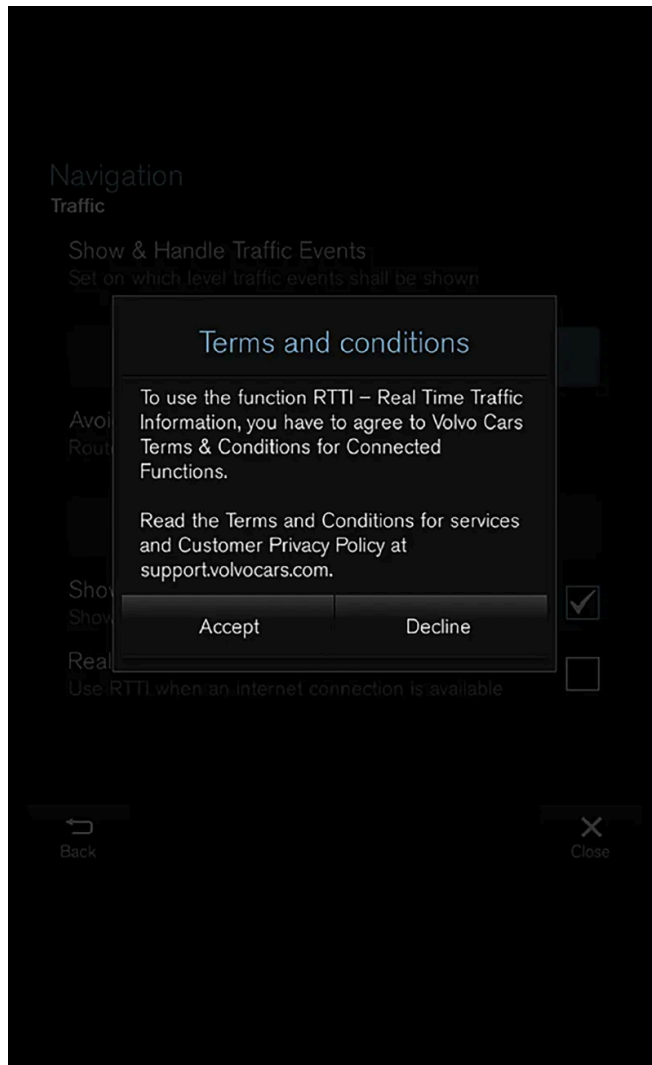 Navigation
Traffic
Show & Handle Traffic Events
Set on which level traffic events shall be shown
Terms and conditions
To use the function RTTI – Real Time Traffic
Information, you have to agree to Volvo Cars
Terms & Conditions for Connected
Functions.
Read the Terms and Conditions for services
and Customer Privacy Policy at
support.volvocars.com.
Accept
Decline
Real
Use RTTI when an internet connection is available
Back
Close